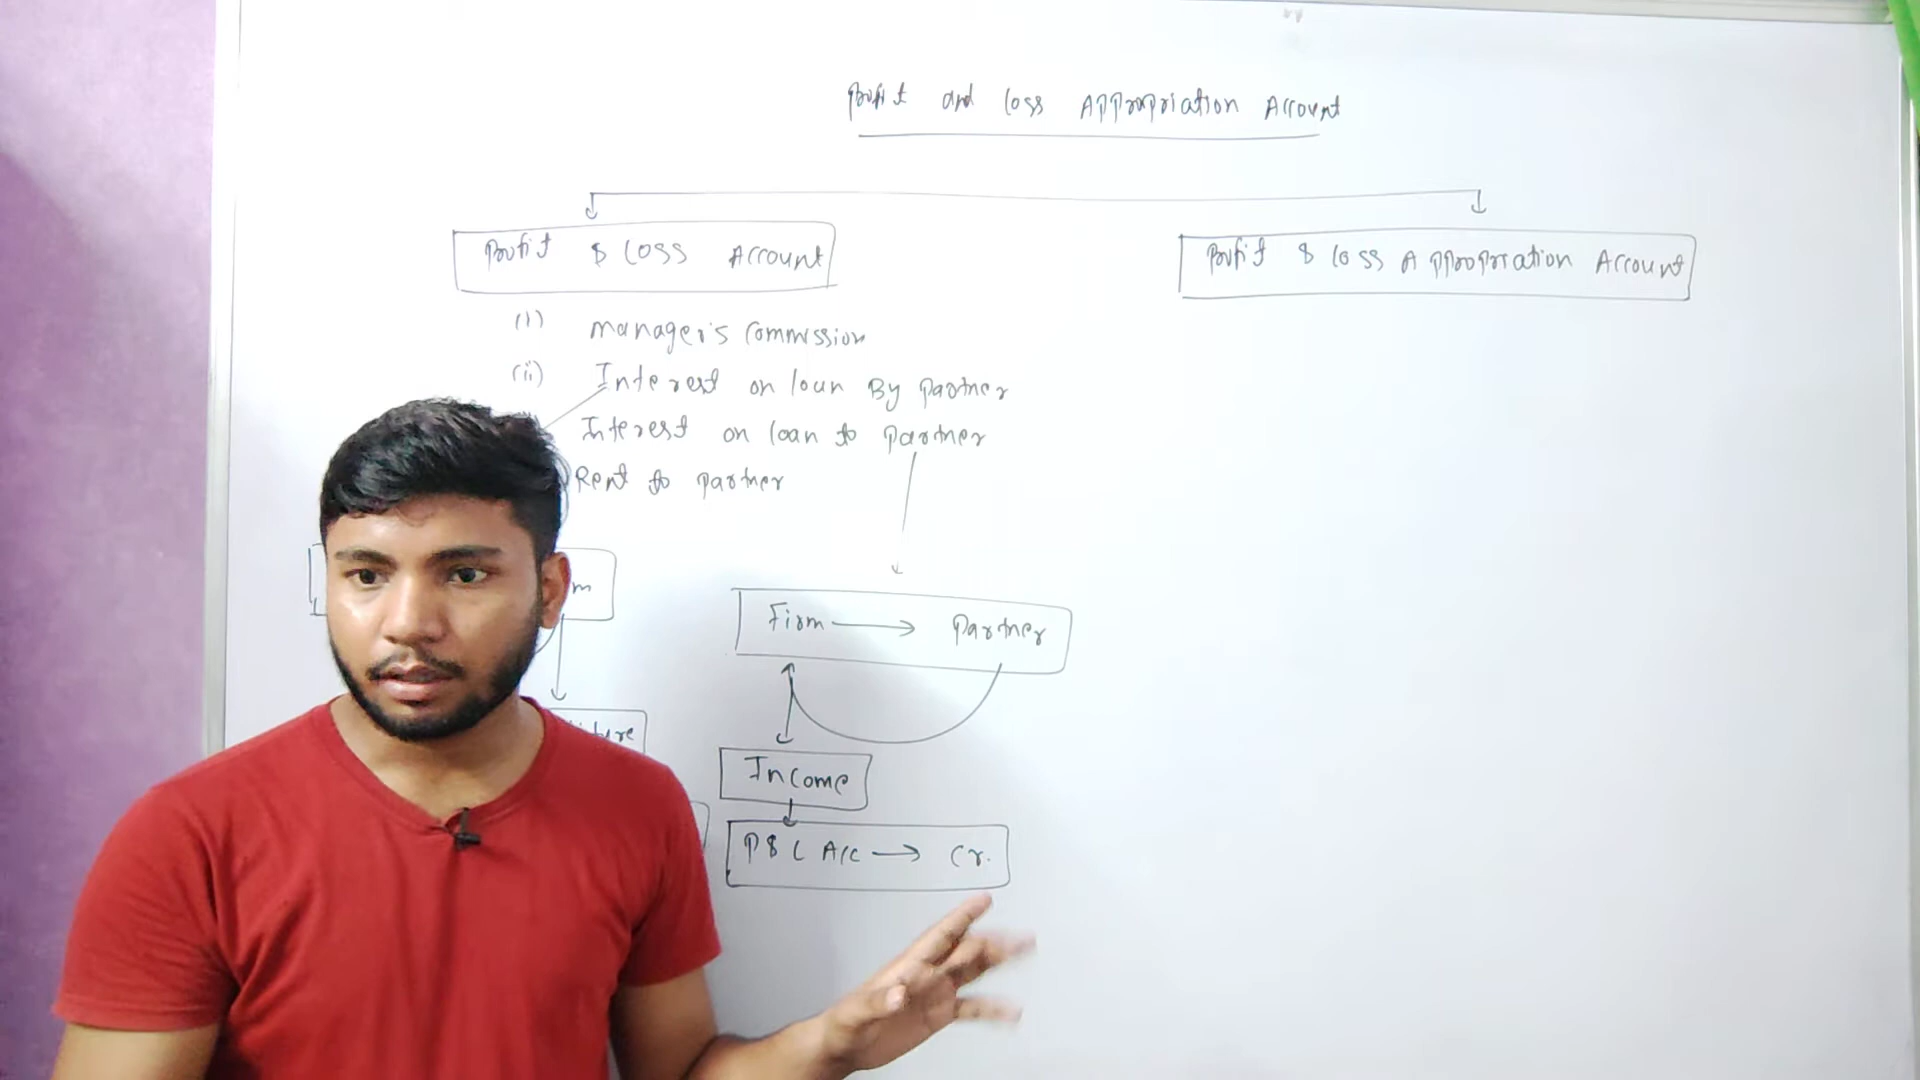 Profit and loss Appropriation Account
Profit & Loss Account
Profit & loss Appropriation Account
(i) manager's commission
(ii) Interest on loan By partner
Interest on loan to partner
Rent to partner
m
Firm → Partner
ture
Income
P&L A/c → Cr.